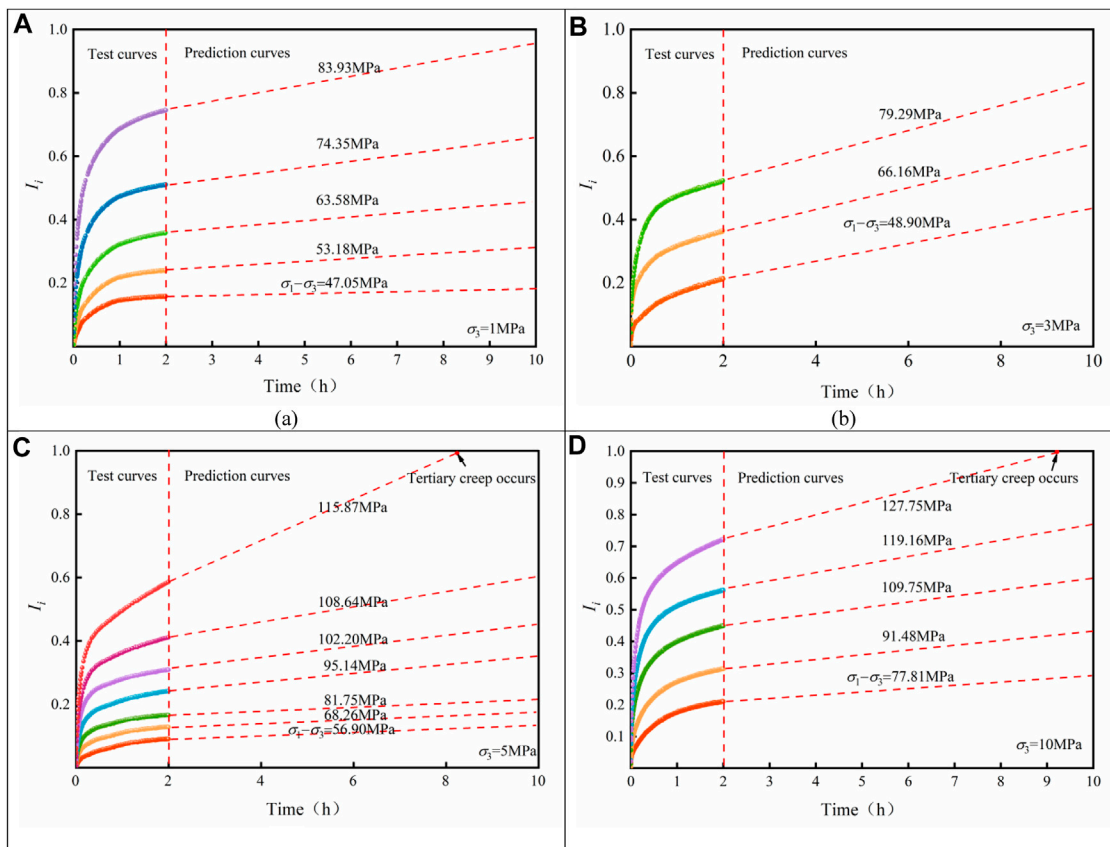 A
1.0
Test curves
Prediction curves
83.93MPa
0.8
74.35MPa
0.6
63.58MPa
0.4
53.18MPa
σ₁−σ₃=47.05MPa
0.2
σ₃=1MPa
Iᵢ
0 1 2 3 4 5 6 7 8 9 10
Time（h）
(a)
B
1.0
Test curves
Prediction curves
0.8
79.29MPa
0.6
66.16MPa
σ₁−σ₃=48.90MPa
0.4
0.2
σ₃=3MPa
Iᵢ
0 2 4 6 8 10
Time（h）
(b)
C
1.0
Test curves
Prediction curves
Tertiary creep occurs
115.87MPa
0.8
0.6
108.64MPa
102.20MPa
0.4
95.14MPa
81.75MPa
0.2
68.26MPa
σ₁−σ₃=56.90MPa
σ₃=5MPa
Iᵢ
0 1 2 3 4 5 6 7 8 9 10
Time（h）
D
1.0
Test curves
Prediction curves
Tertiary creep occurs
0.9
127.75MPa
0.8
119.16MPa
0.7
0.6
109.75MPa
0.5
91.48MPa
0.4
σ₁−σ₃=77.81MPa
0.3
0.2
0.1
σ₃=10MPa
Iᵢ
0 1 2 3 4 5 6 7 8 9 10
Time（h）